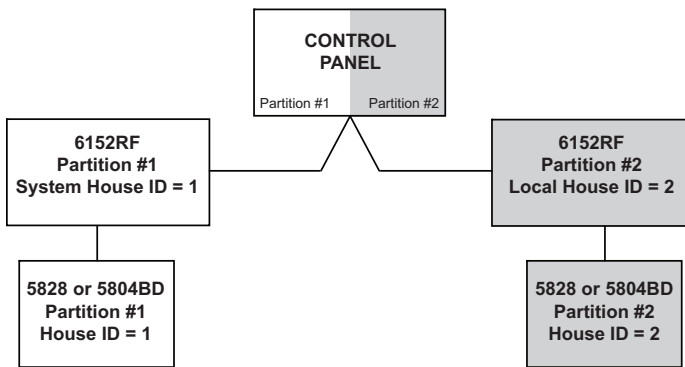 CONTROL
PANEL
Partition #1
Partition #2
6152RF
Partition #1
System House ID = 1
6152RF
Partition #2
Local House ID = 2
5828 or 5804BD
Partition #1
House ID = 1
5828 or 5804BD
Partition #2
House ID = 2